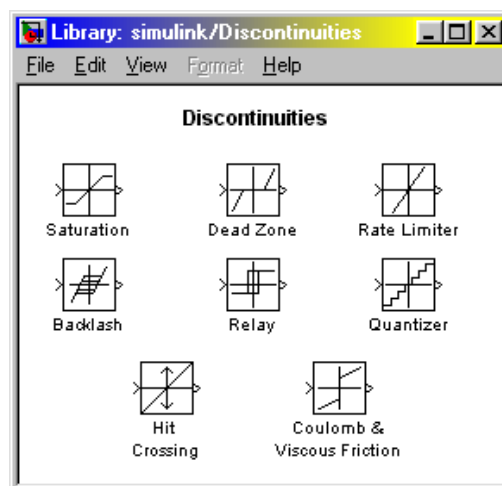 Library: simulink/Discontinuities
File Edit View Format Help
Discontinuities
Saturation Dead Zone Rate Limiter
Backlash Relay Quantizer
Hit Coulomb &
Crossing Viscous Friction